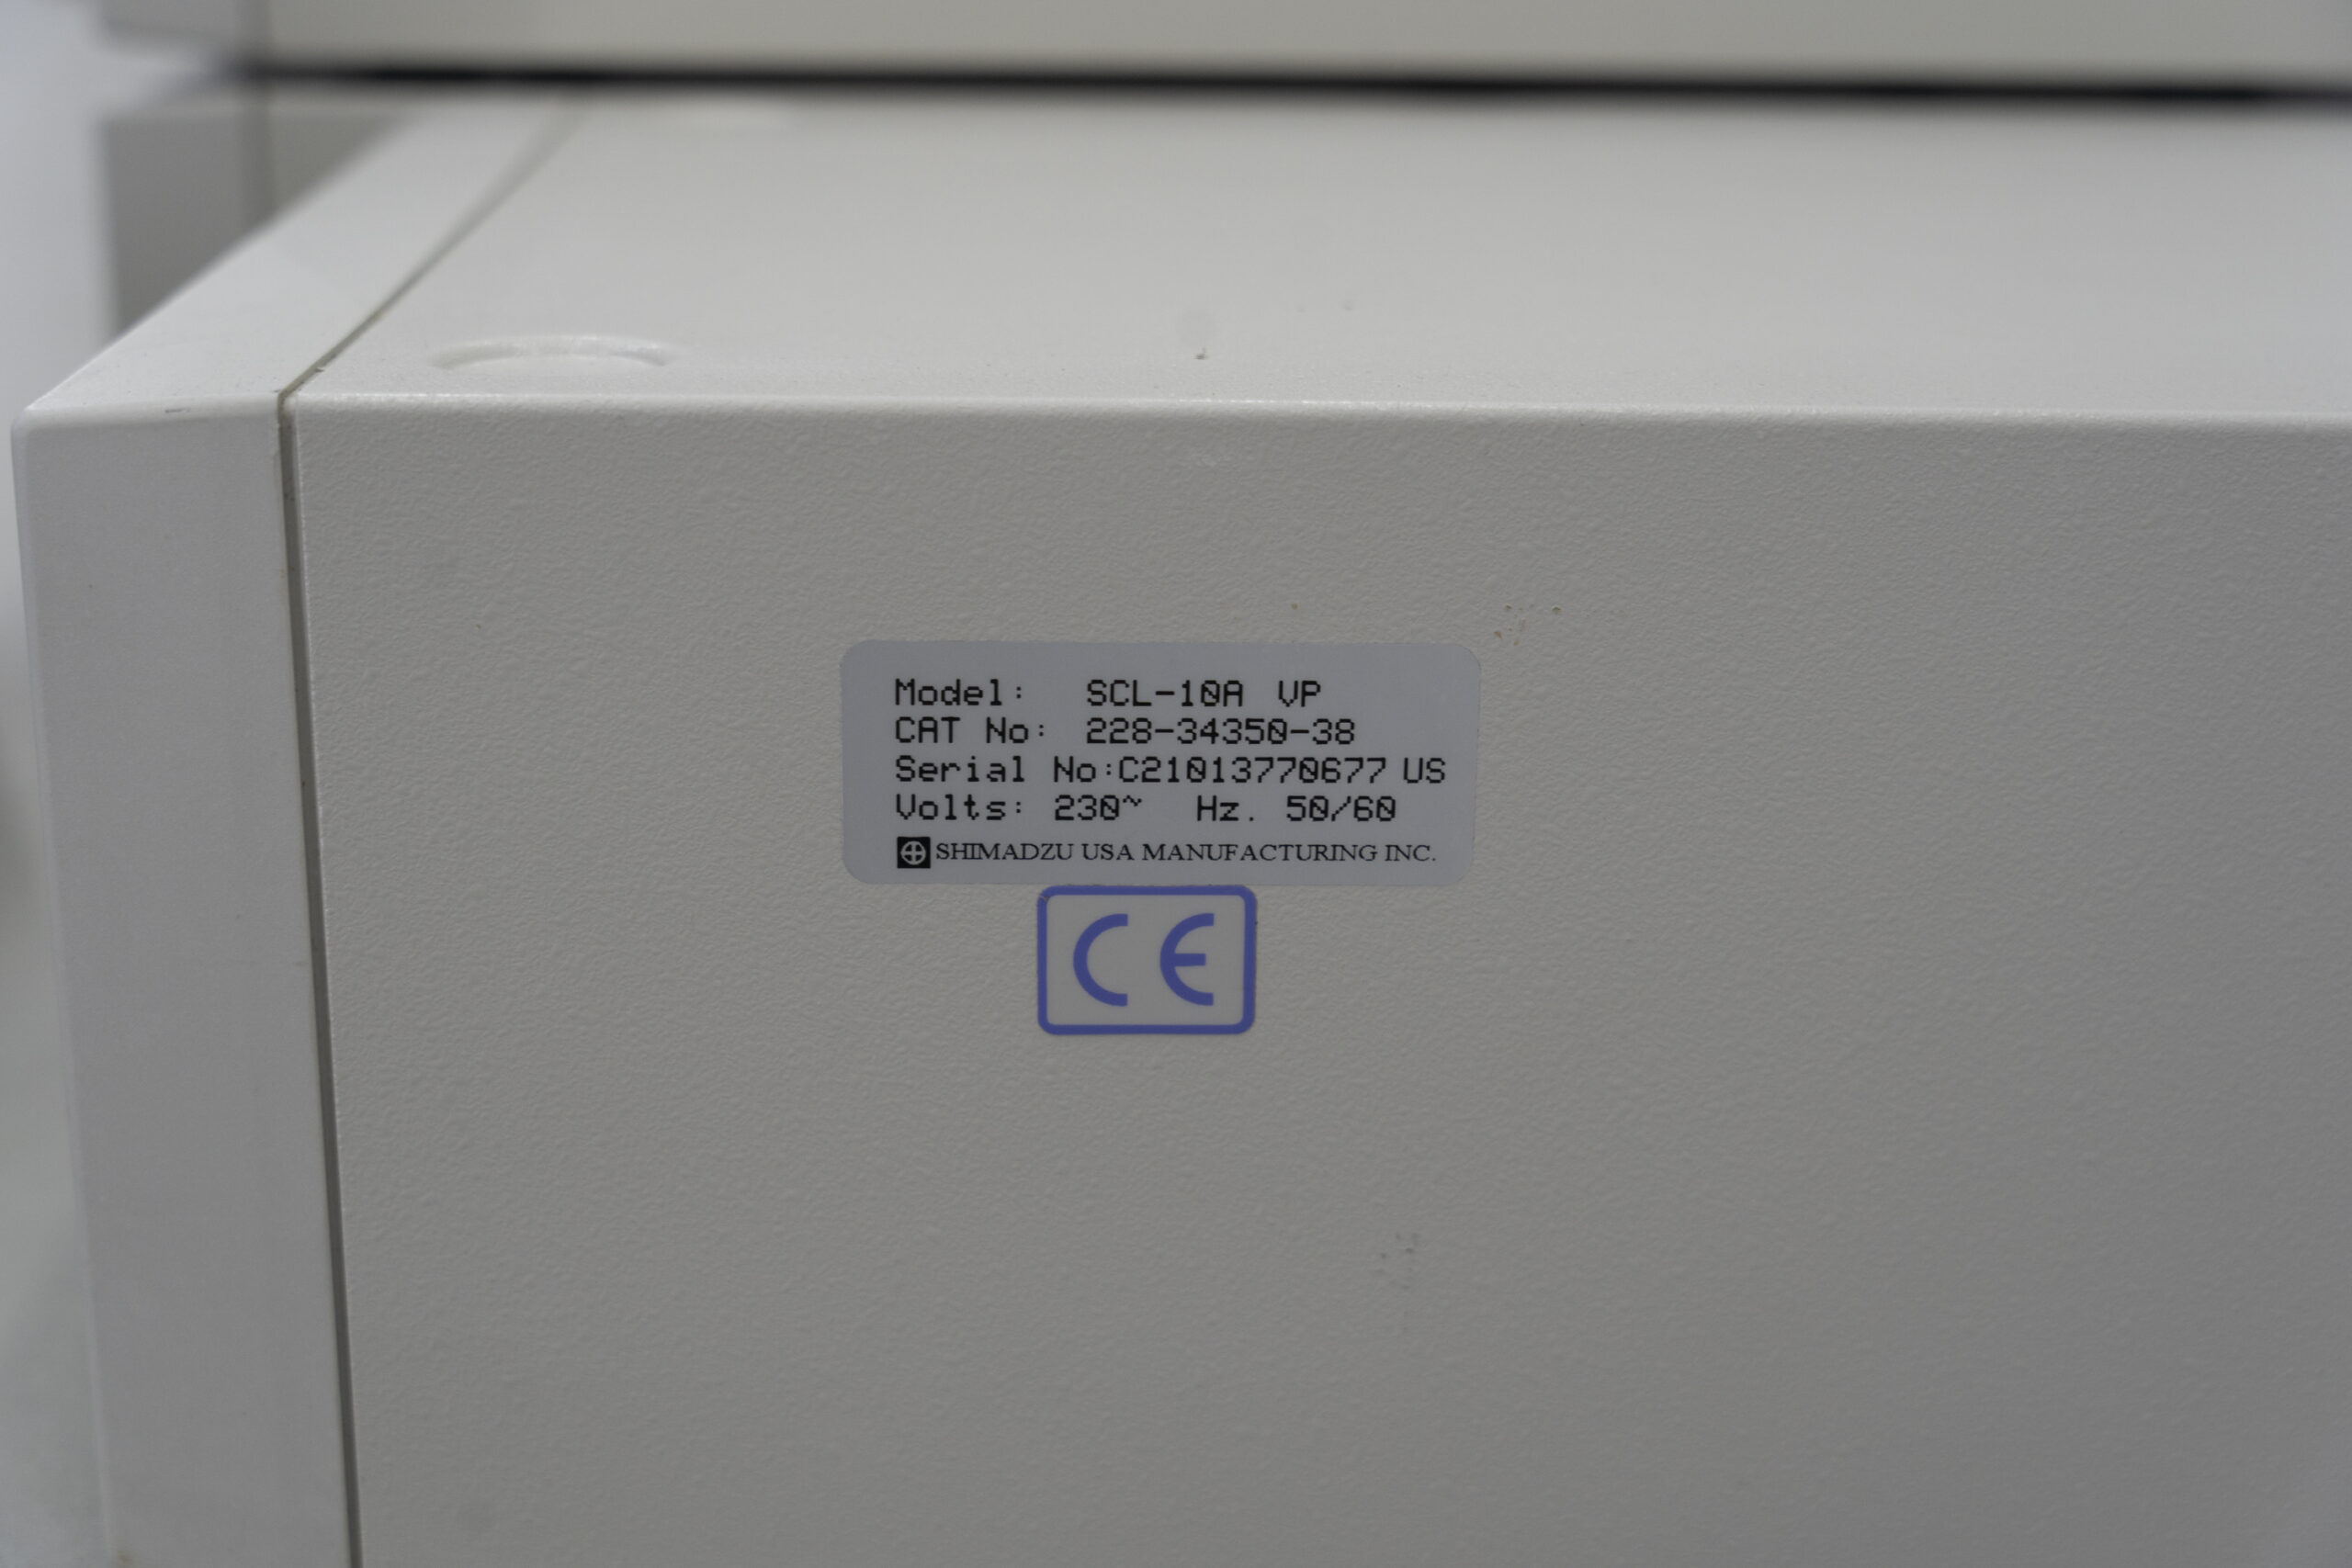 Model: SCL-10A VP
CAT No: 228-34350-38
Serial No:C21013770677 US
Volts: 230~ Hz. 50/60
SHIMADZU USA MANUFACTURING INC.
CE